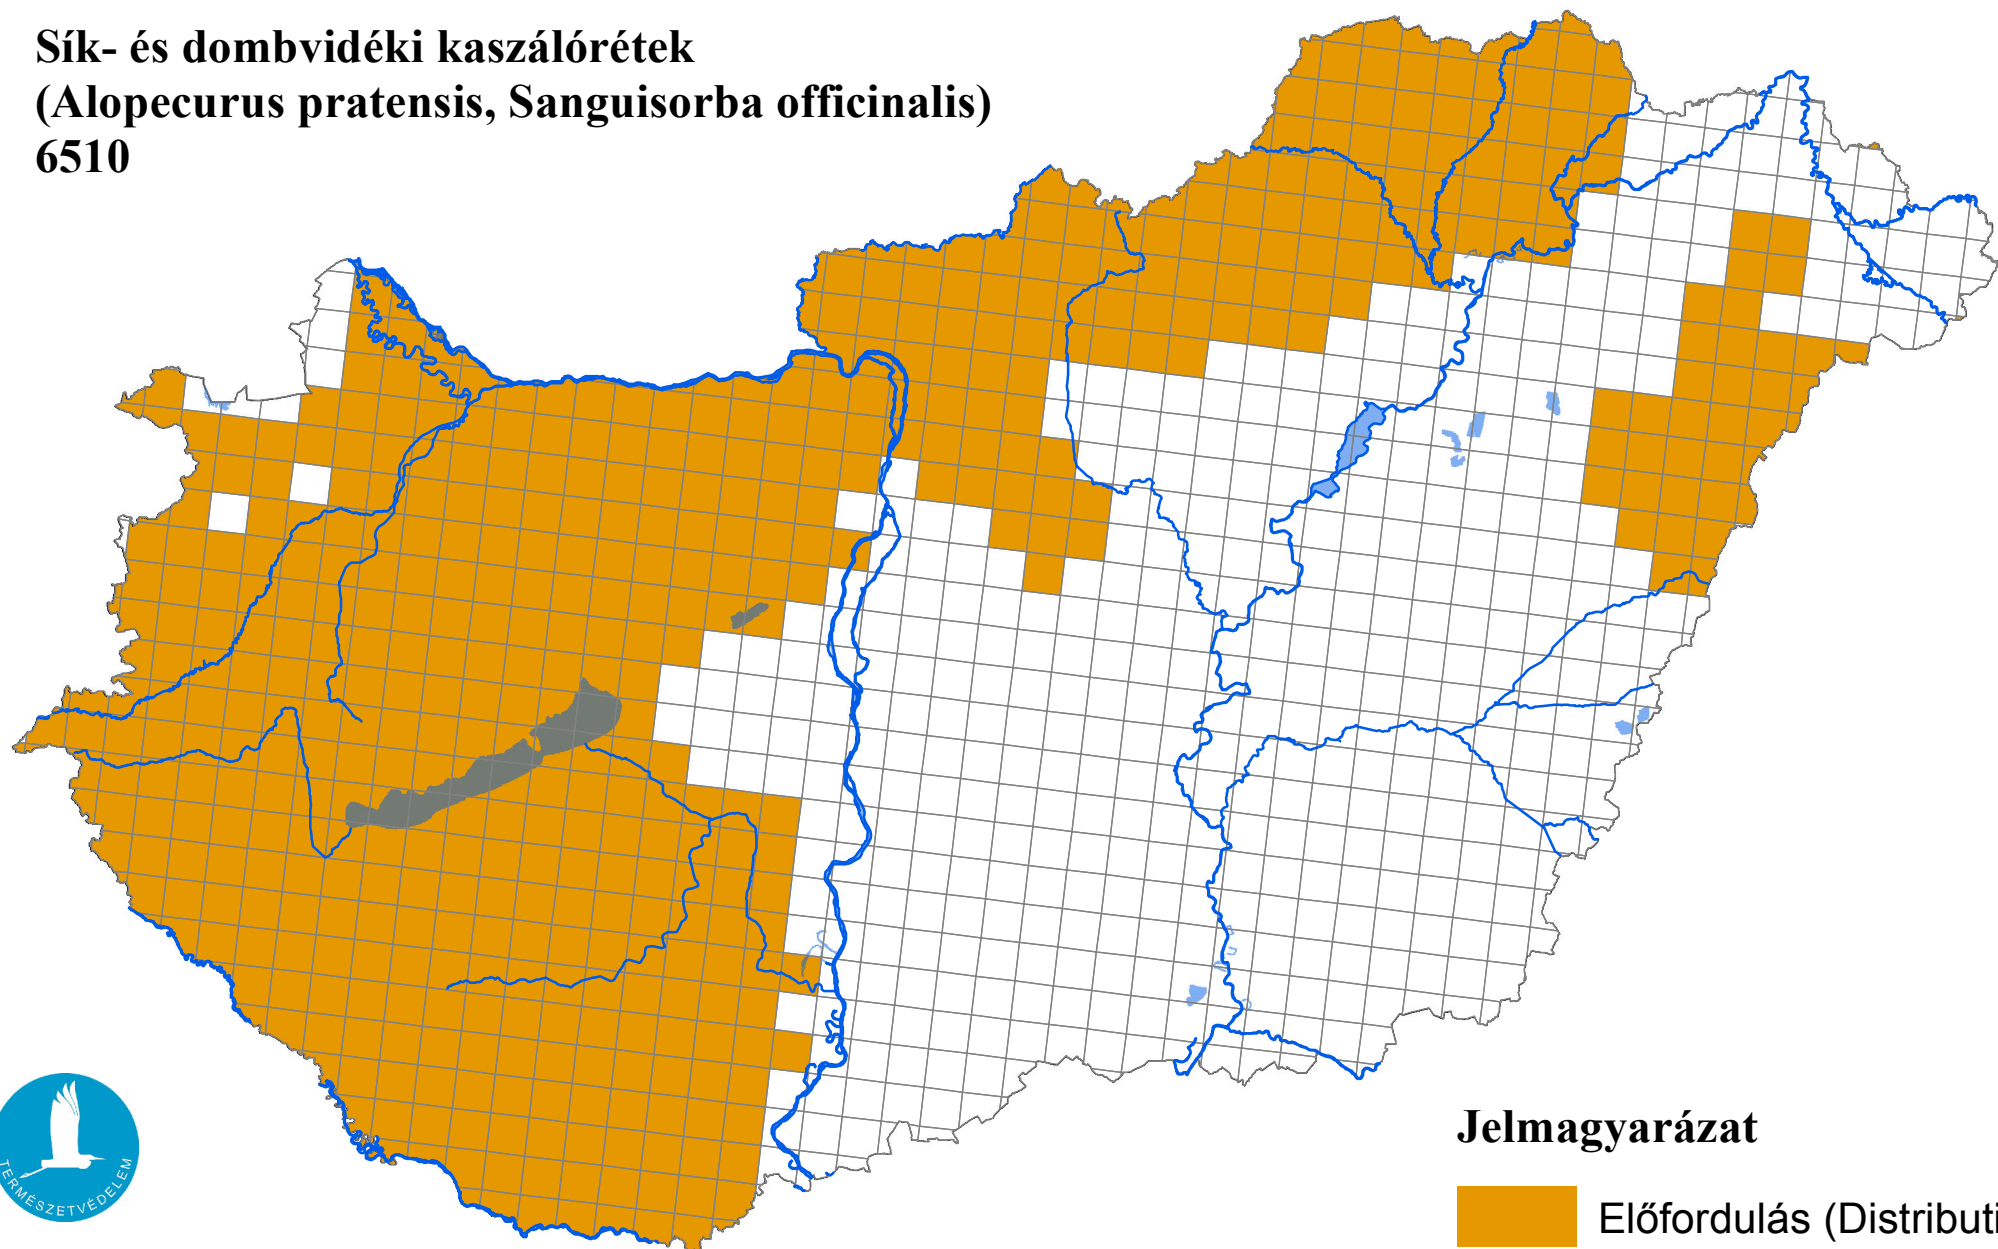 Sík- és dombvidéki kaszálórétek
(Alopecurus pratensis, Sanguisorba officinalis)
6510
TERMÉSZETVÉDELEM
Jelmagyarázat
Előfordulás (Distributi